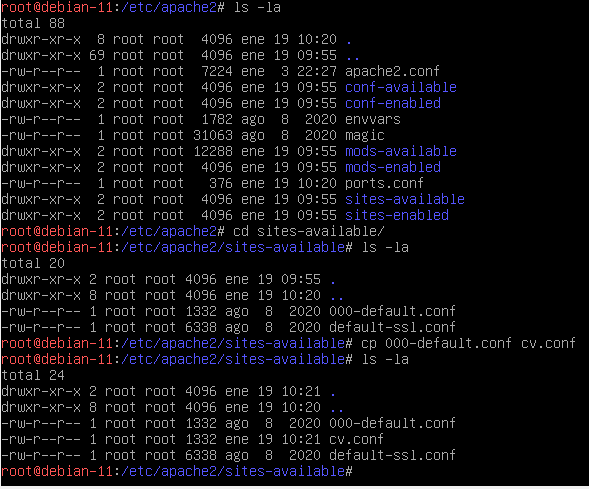 root@debian-11:/etc/apache2# ls -la
total 88
drwxr-xr-x  8 root root  4096 ene 19 10:20 .
drwxr-xr-x 69 root root  4096 ene 19 09:55 ..
-rw-r--r--  1 root root  7224 ene  3 22:27 apache2.conf
drwxr-xr-x  2 root root  4096 ene 19 09:55 conf-available
drwxr-xr-x  2 root root  4096 ene 19 09:55 conf-enabled
-rw-r--r--  1 root root  1782 ago  8  2020 envvars
-rw-r--r--  1 root root 31063 ago  8  2020 magic
drwxr-xr-x  2 root root 12288 ene 19 09:55 mods-available
drwxr-xr-x  2 root root  4096 ene 19 09:55 mods-enabled
-rw-r--r--  1 root root   376 ene 19 10:20 ports.conf
drwxr-xr-x  2 root root  4096 ene 19 09:55 sites-available
drwxr-xr-x  2 root root  4096 ene 19 09:55 sites-enabled
root@debian-11:/etc/apache2# cd sites-available/
root@debian-11:/etc/apache2/sites-available# ls -la
total 20
drwxr-xr-x 2 root root 4096 ene 19 09:55 .
drwxr-xr-x 8 root root 4096 ene 19 10:20 ..
-rw-r--r-- 1 root root 1332 ago  8  2020 000-default.conf
-rw-r--r-- 1 root root 6338 ago  8  2020 default-ssl.conf
root@debian-11:/etc/apache2/sites-available# cp 000-default.conf cv.conf
root@debian-11:/etc/apache2/sites-available# ls -la
total 24
drwxr-xr-x 2 root root 4096 ene 19 10:21 .
drwxr-xr-x 8 root root 4096 ene 19 10:20 ..
-rw-r--r-- 1 root root 1332 ago  8  2020 000-default.conf
-rw-r--r-- 1 root root 1332 ene 19 10:21 cv.conf
-rw-r--r-- 1 root root 6338 ago  8  2020 default-ssl.conf
root@debian-11:/etc/apache2/sites-available#